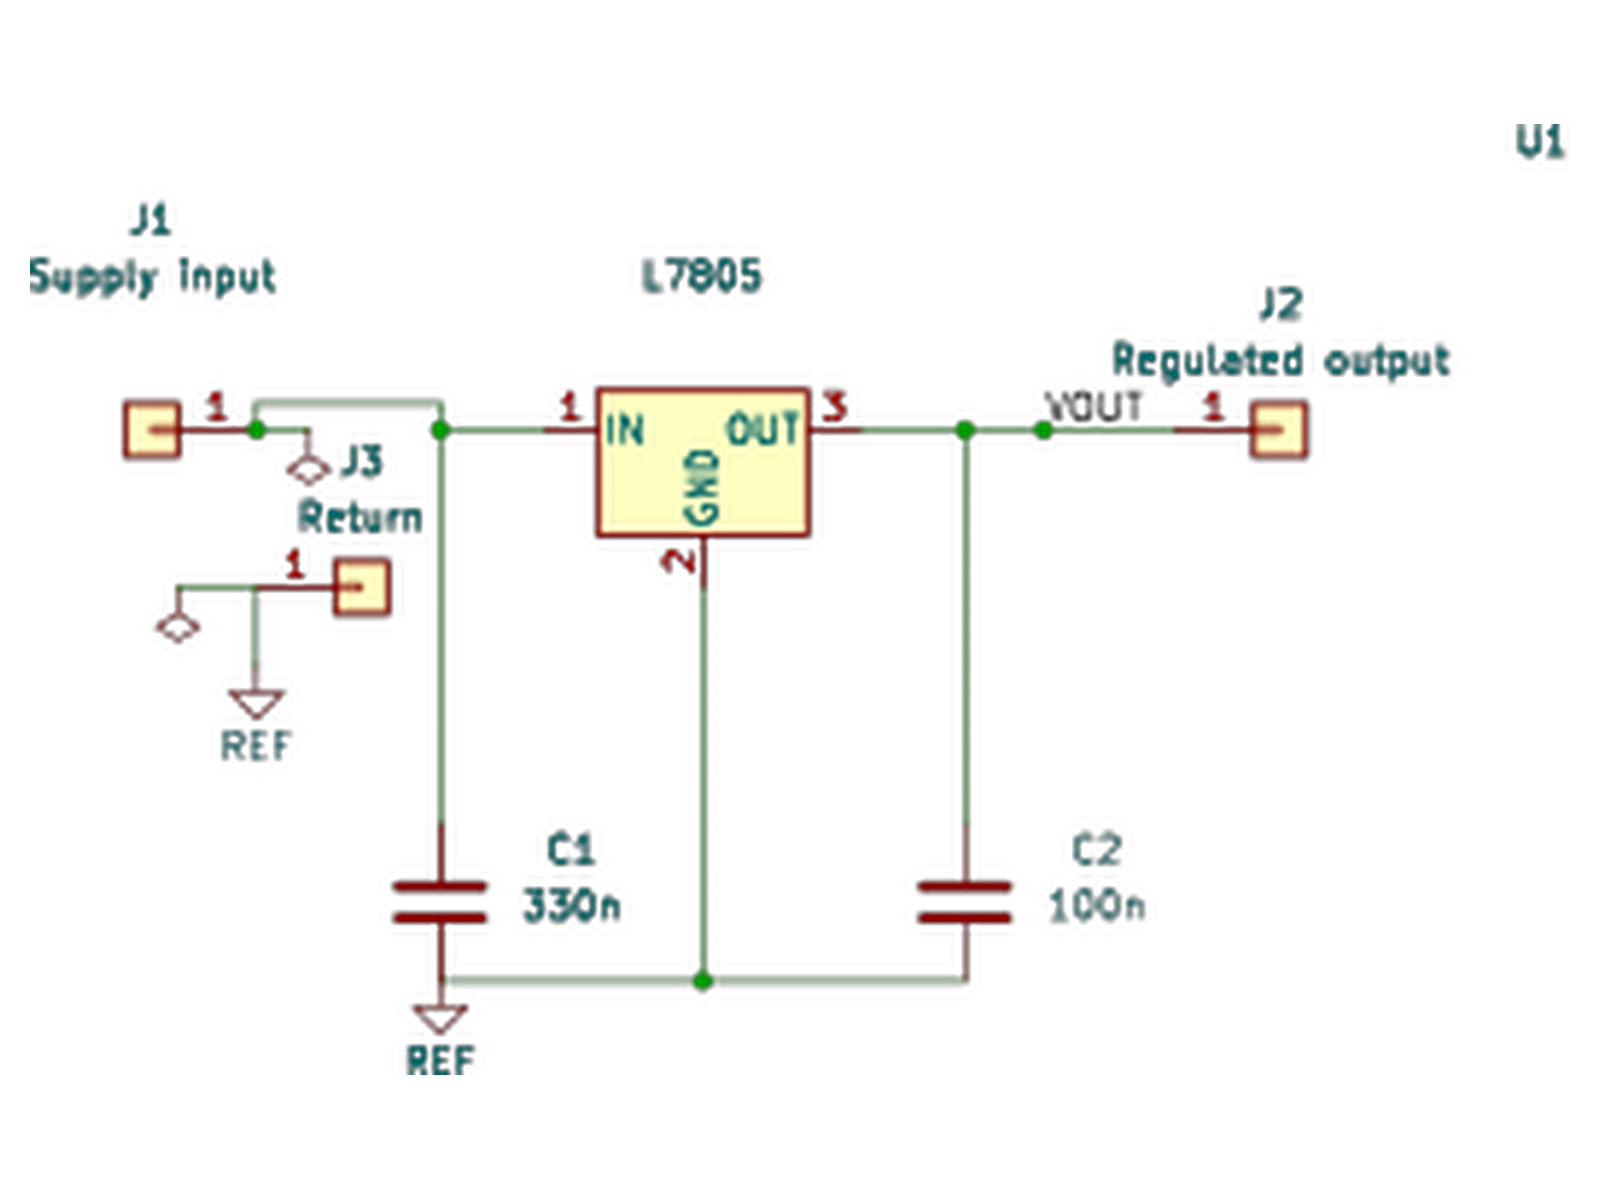 U1
J1
Supply input
L7805
J2
Regulated output
1
1
IN
OUT
3
VOUT
1
GND
J3
Return
2
1
REF
C1
330n
C2
100n
REF